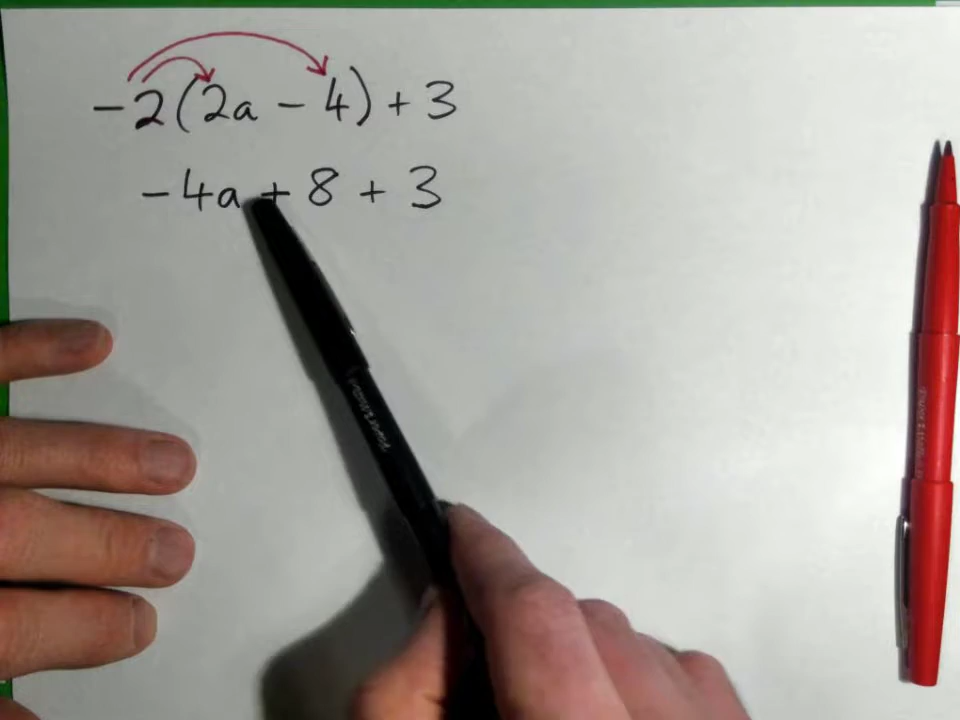 -2(2a - 4) + 3
-4a + 8 + 3